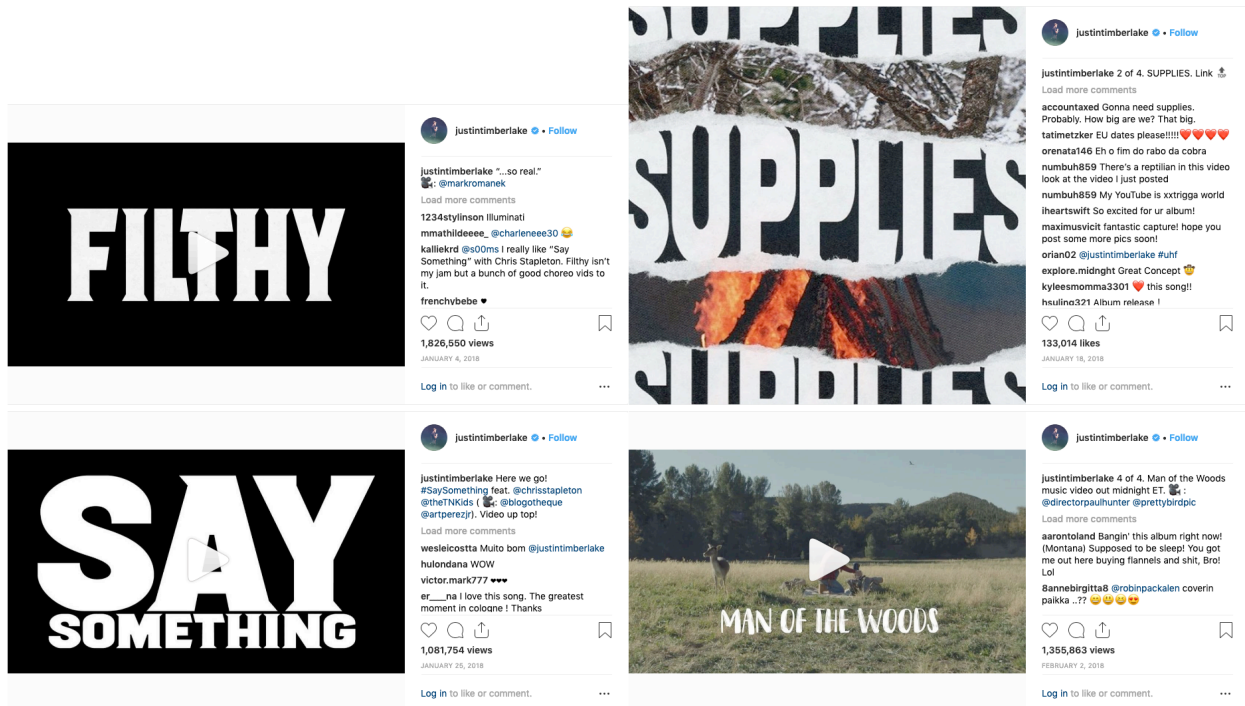 FILTHY
justintimberlake • Follow
justintimberlake “...so real.”
🎥: @markromanek
Load more comments
1234stylinson Illuminati
mmathildeeee_ @charleneee30 😂
kalliekrd @s00ms I really like “Say
Something” with Chris Stapleton. Filthy isn’t
my jam but a bunch of good choreo vids to
it.
frenchybebe ♥
1,826,550 views
JANUARY 4, 2018
Log in to like or comment.
SUPPLIES
SUPPLIES
SUPPLIES
justintimberlake • Follow
justintimberlake 2 of 4. SUPPLIES. Link 🔝
Load more comments
accountaxed Gonna need supplies.
Probably. How big are we? That big.
tatimetzker EU dates please!!!!!❤️❤️❤️❤️
orenata146 Eh o fim do rabo da cobra
numbuh859 There's a reptilian in this video
look at the video I just posted
numbuh859 My YouTube is xxtrigga world
iheartswift So excited for ur album!
maximusvicit fantastic capture! hope you
post some more pics soon!
orian02 @justintimberlake #uhf
explore.midnght Great Concept 🤠
kyleesmomma3301 ❤️ this song!!
hsuling321 Album release !
133,014 likes
JANUARY 18, 2018
Log in to like or comment.
SAY
SOMETHING
justintimberlake • Follow
justintimberlake Here we go!
#SaySomething feat. @chrisstapleton
@theTNKids ( 🎥: @blogotheque
@artperezjr). Video up top!
Load more comments
wesleicostta Muito bom @justintimberlake
hulondana WOW
victor.mark777 ♥♥♥
er___na I love this song. The greatest
moment in cologne ! Thanks
1,081,754 views
JANUARY 25, 2018
Log in to like or comment.
MAN OF THE WOODS
justintimberlake • Follow
justintimberlake 4 of 4. Man of the Woods
music video out midnight ET. 🎥 :
@directorpaulhunter @prettybirdpic
Load more comments
aarontoland Bangin' this album right now!
(Montana) Supposed to be sleep! You got
me out here buying flannels and shit, Bro!
Lol
8annebirgitta8 @robinpackalen coverin
paikka ..?? 😄😄😄😍
1,355,863 views
FEBRUARY 2, 2018
Log in to like or comment.